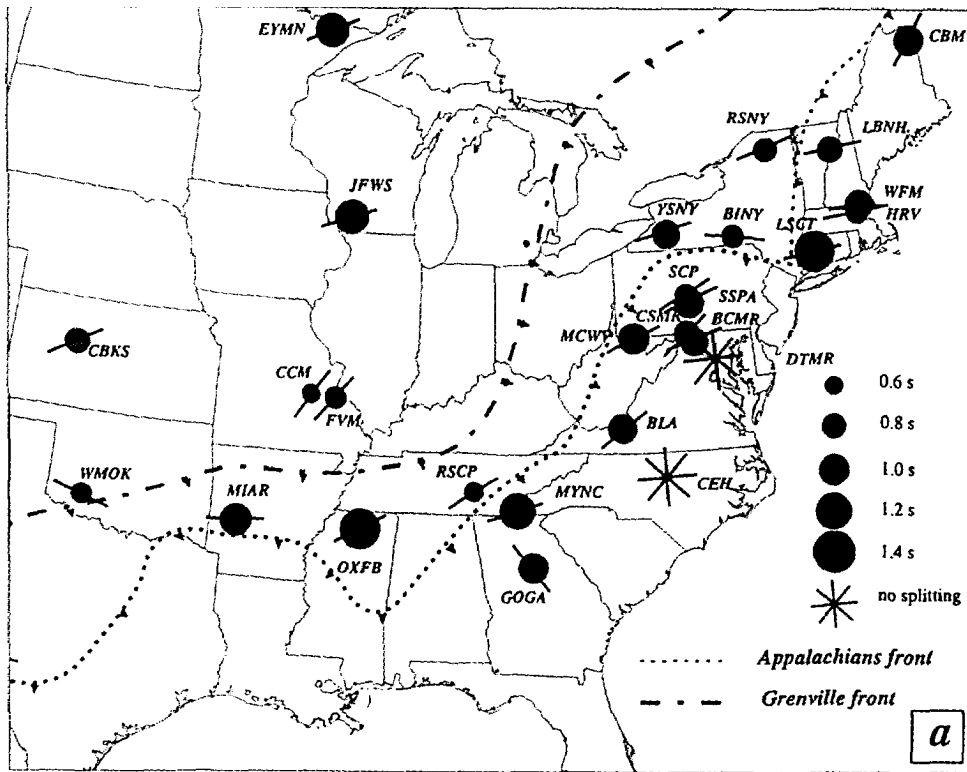 EYMN
CBM
RSNY
LBNH.
JFWS
WFM
HRV
YSNY
BINY
LSCT
SCP
SSPA
CSMR
BCMR
MCWV
CBKS
DTMR
CCM
FVM
0.6 s
0.8 s
BLA
WMOK
RSCP
CEH
1.0 s
MIAR
MYNC
1.2 s
OXFB
GOGA
1.4 s
no splitting
Appalachians front
Grenville front
a